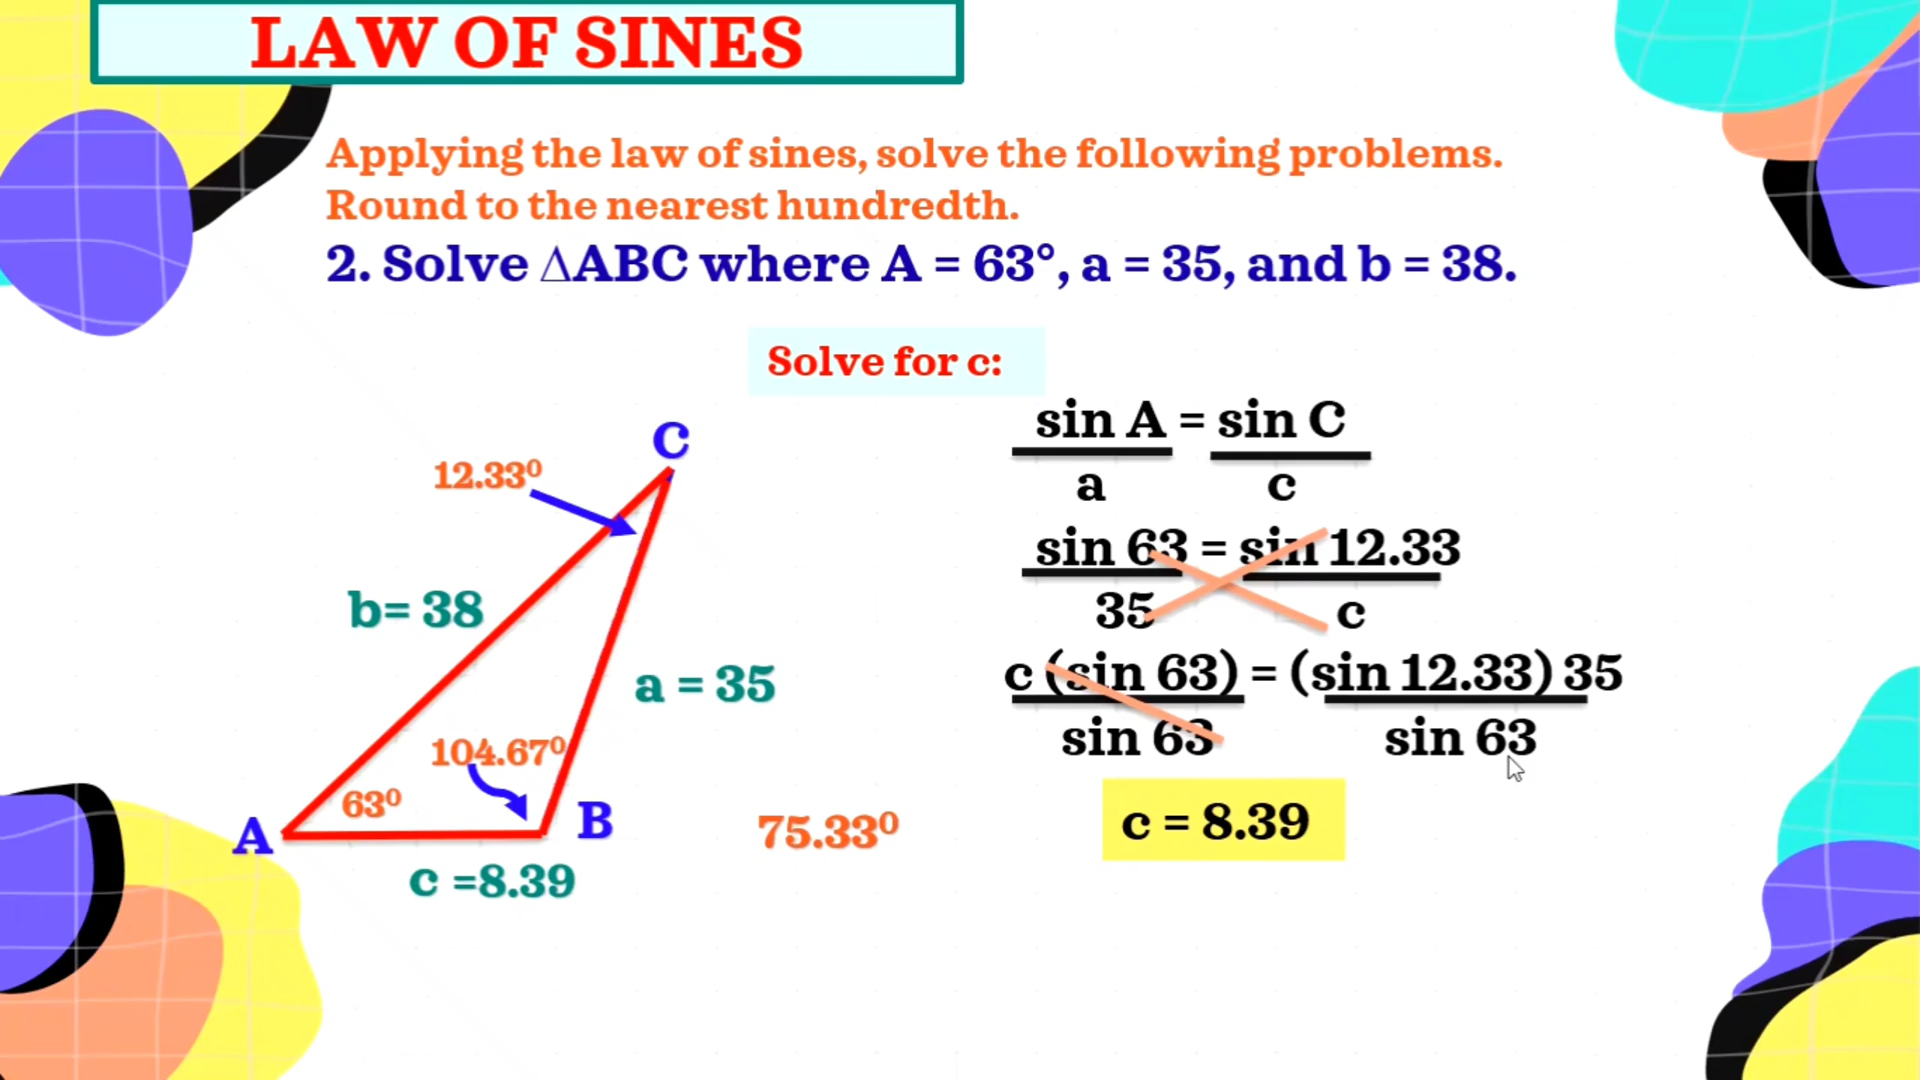 LAW OF SINES
Applying the law of sines, solve the following problems.
Round to the nearest hundredth.
2. Solve ∆ABC where A = 63°, a = 35, and b = 38.
Solve for c:
C
12.33⁰
b= 38
a = 35
104.67⁰
63⁰
A
B
c =8.39
75.33⁰
sin A = sin C
a c
sin 63 = sin 12.33
35 c
c (sin 63) = (sin 12.33) 35
sin 63 sin 63
c = 8.39